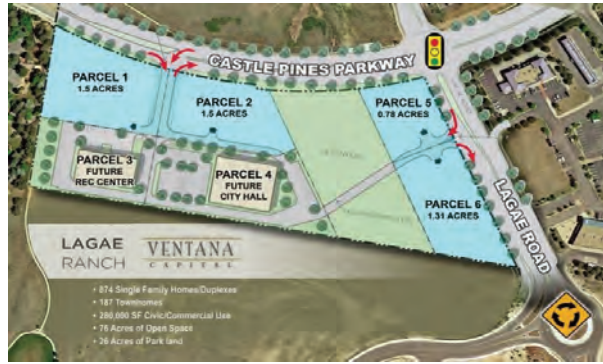 CASTLE PINES PARKWAY
PARCEL 1
1.5 ACRES
PARCEL 2
1.5 ACRES
PARCEL 5
0.78 ACRES
PARCEL 3
FUTURE
REC CENTER
PARCEL 4
FUTURE
CITY HALL
PARCEL 6
1.31 ACRES
LAGAE ROAD
LAGAE
RANCH
VENTANA
CAPITAL
• 874 Single Family Homes/Duplexes
• 187 Townhomes
• 280,000 SF Civic/Commercial Use
• 76 Acres of Open Space
• 26 Acres of Park land